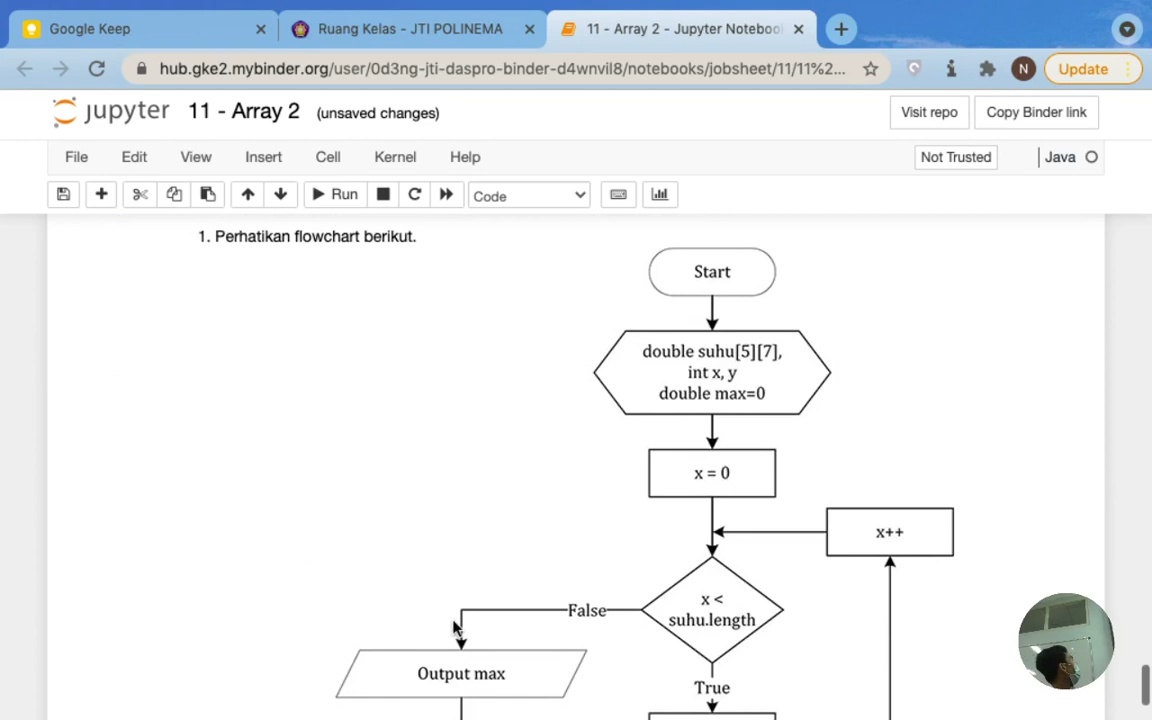 Google Keep
Ruang Kelas - JTI POLINEMA
11 - Array 2 - Jupyter Noteboo
hub.gke2.mybinder.org/user/0d3ng-jti-daspro-binder-d4wnvil8/notebooks/jobsheet/11/11%2...
N
Update
jupyter
11 - Array 2
(unsaved changes)
Visit repo
Copy Binder link
File
Edit
View
Insert
Cell
Kernel
Help
Not Trusted
Java
Run
Code
1. Perhatikan flowchart berikut.
Start
double suhu[5][7],
int x, y
double max=0
x = 0
x++
x <
suhu.length
False
Output max
True